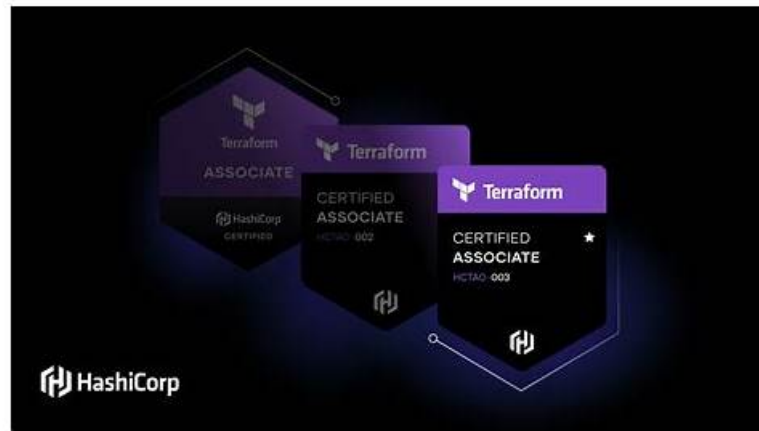 Terraform
ASSOCIATE
HashiCorp
CERTIFIED
Terraform
CERTIFIED
ASSOCIATE
HCTAO-002
Terraform
CERTIFIED
ASSOCIATE
HCTAO-003
HashiCorp